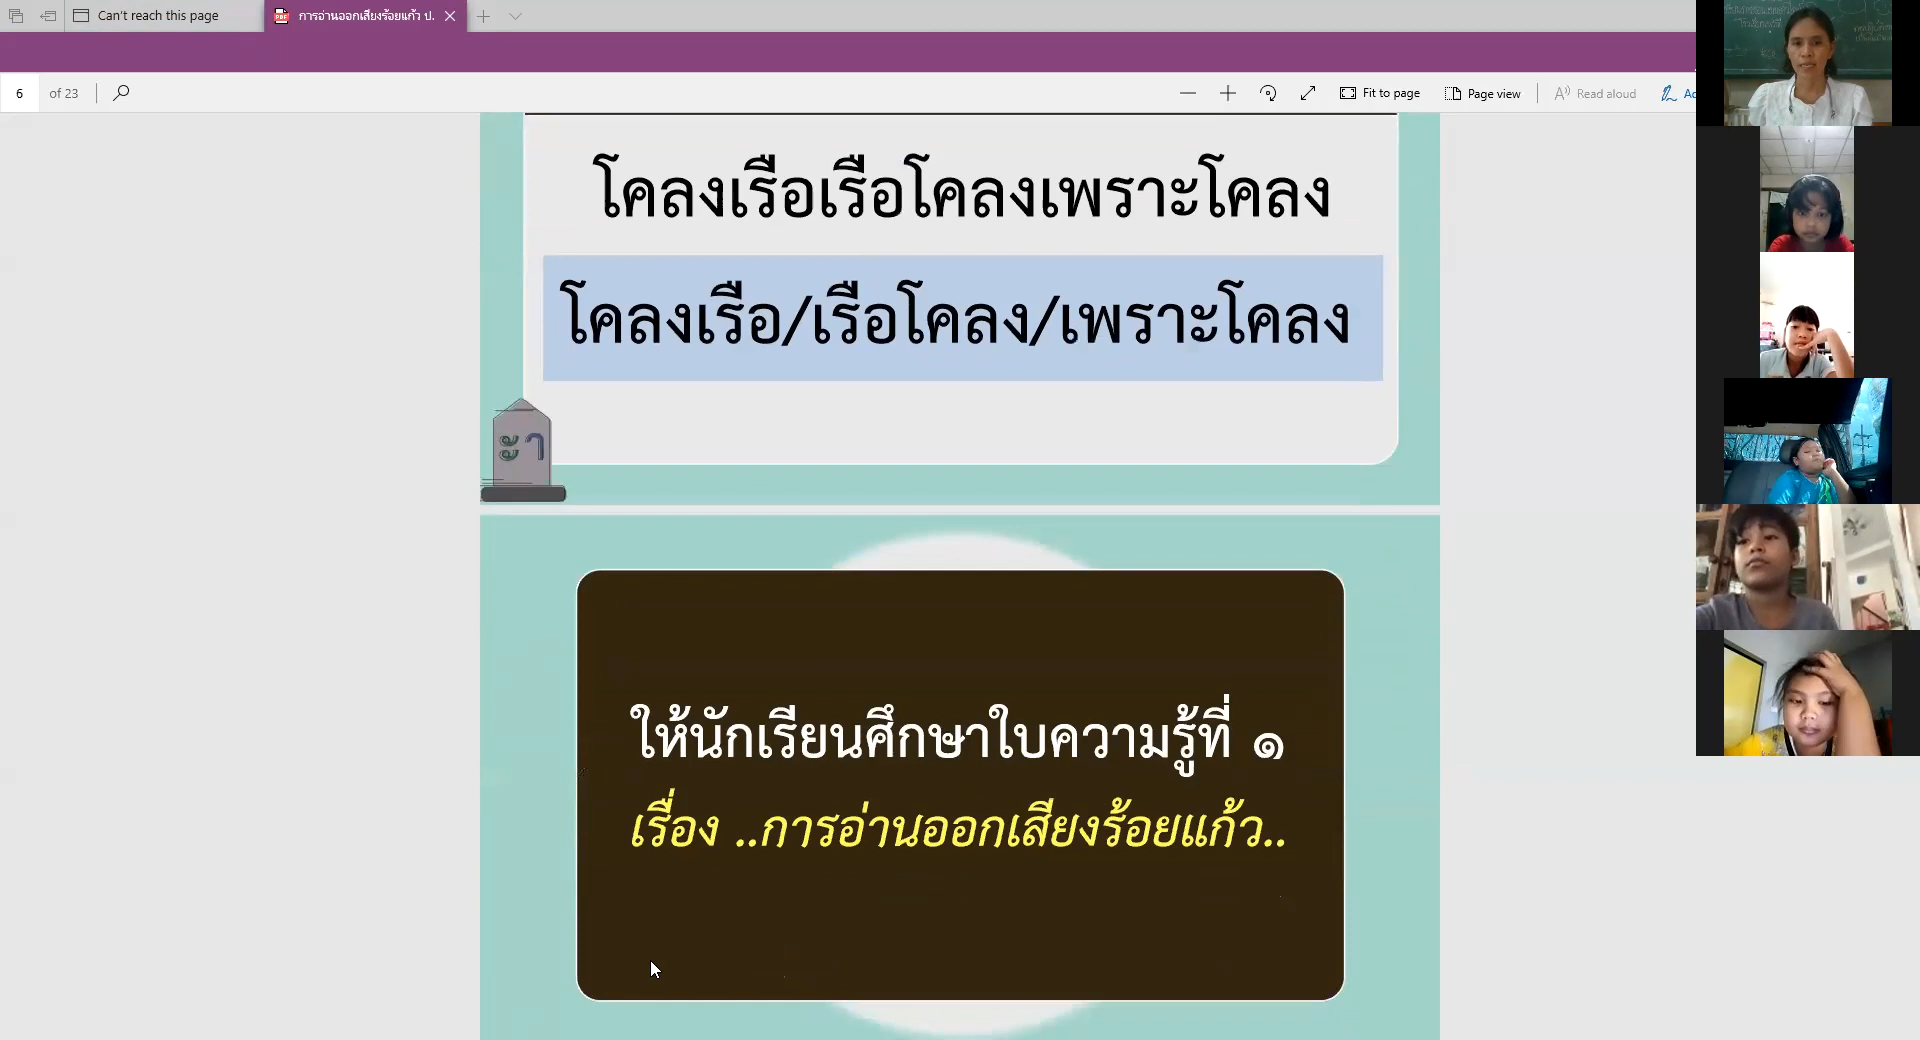 Can't reach this page
การอ่านออกเสียงร้อยแก้ว ป.
6 of 23
Fit to page
Page view
Read aloud
โคลงเรือเรือโคลงเพราะโคลง
โคลงเรือ/เรือโคลง/เพราะโคลง
ะา
ให้นักเรียนศึกษาใบความรู้ที่ ๑
เรื่อง ..การอ่านออกเสียงร้อยแก้ว..